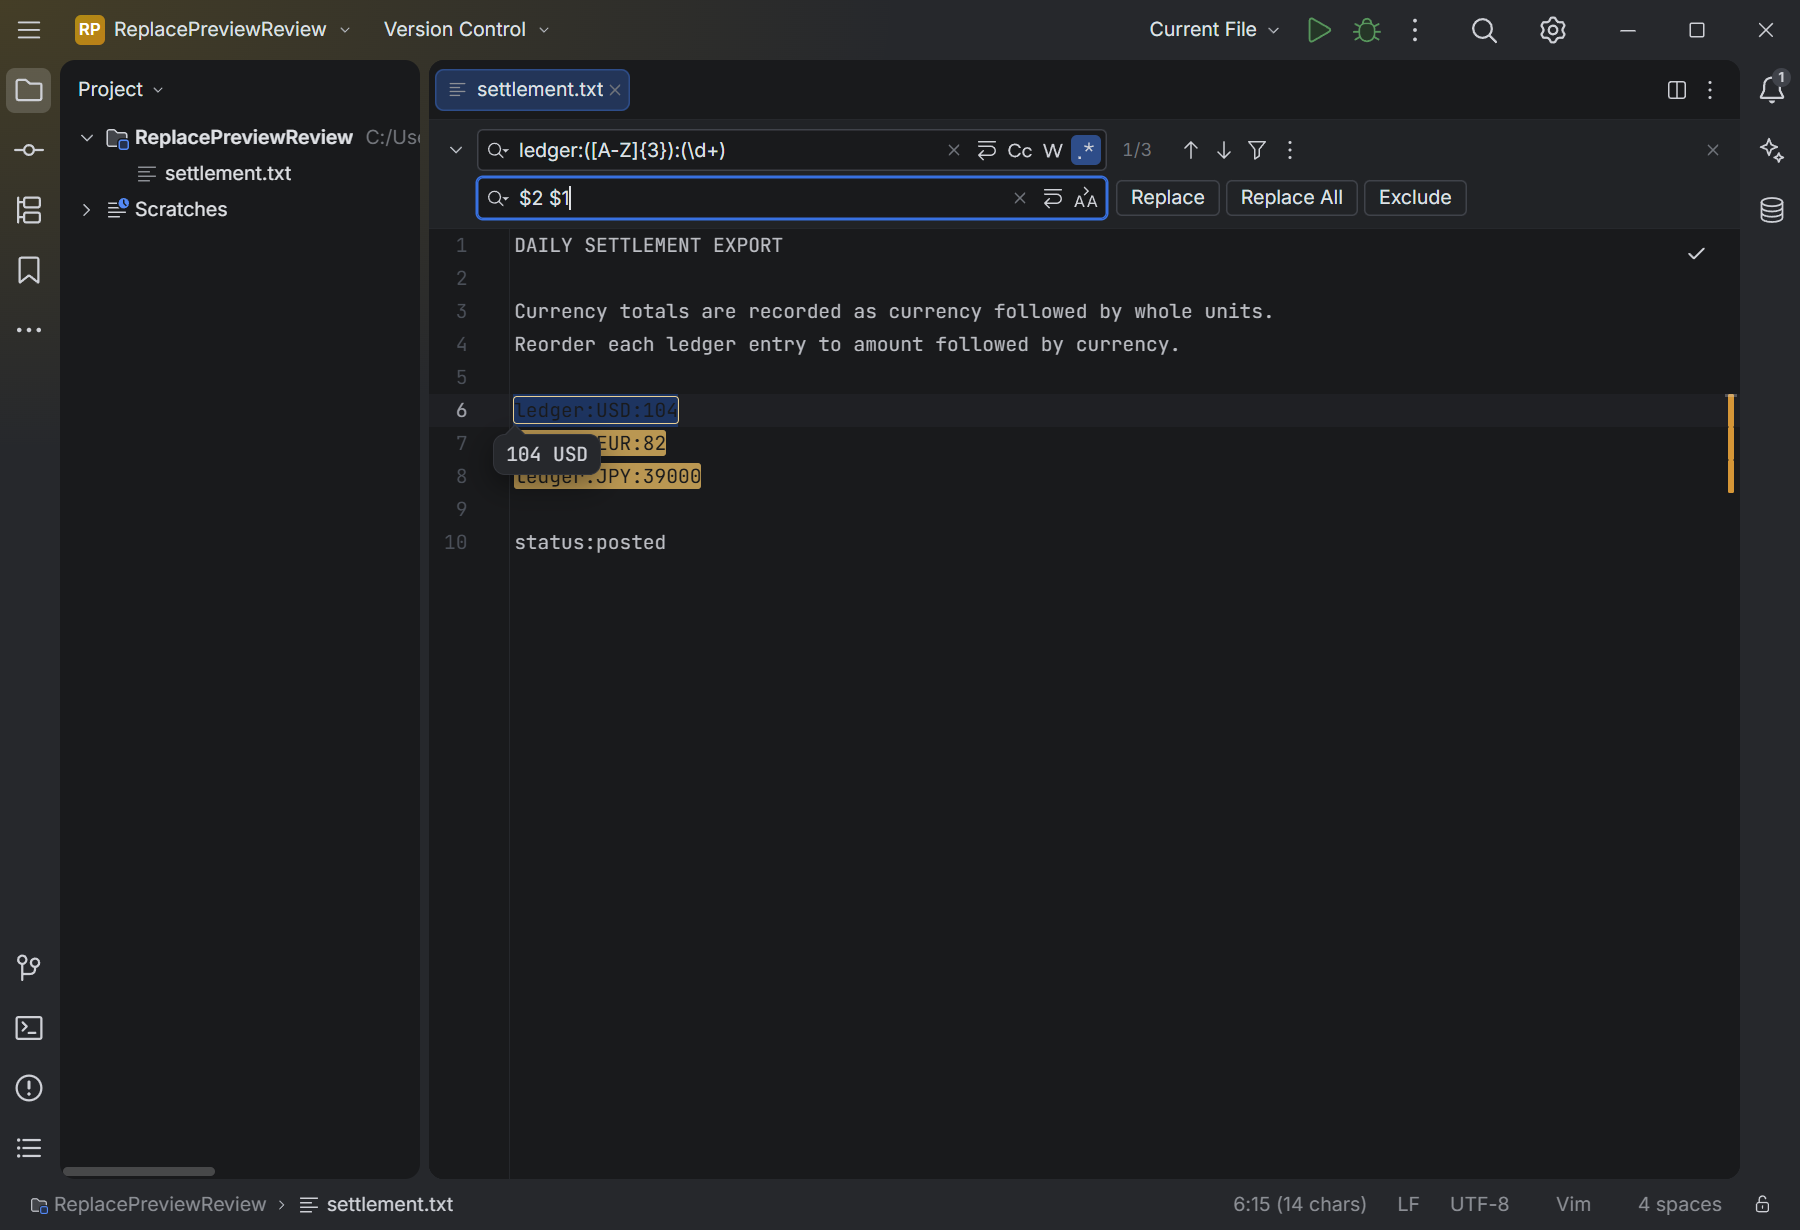 RP ReplacePreviewReview Version Control Current File
Project
settlement.txt
1
ReplacePreviewReview C:/Use
settlement.txt
Scratches
ledger:([A-Z]{3}):(\d+) Cc W .* 1/3
$2 $1 Replace Replace All Exclude
1 DAILY SETTLEMENT EXPORT
2
3 Currency totals are recorded as currency followed by whole units.
4 Reorder each ledger entry to amount followed by currency.
5
6 ledger:USD:104
7 EUR:82
104 USD
8 ledger:JPY:39000
9
10 status:posted
ReplacePreviewReview › settlement.txt 6:15 (14 chars) LF UTF-8 Vim 4 spaces